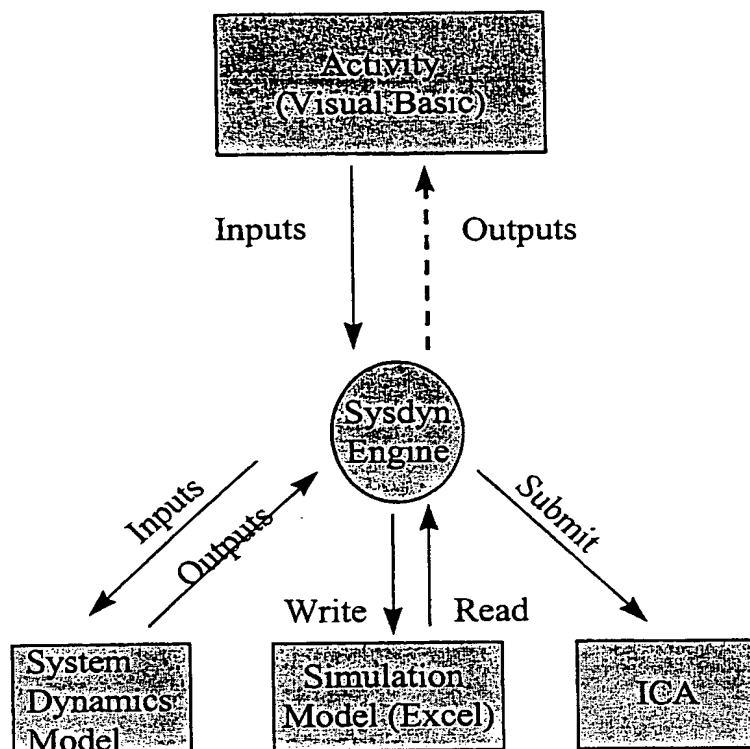 Activity
(Visual Basic)
Inputs
Outputs
Sysdyn
Engine
Inputs
Outputs
Submit
Write
Read
System
Dynamics
Model
Simulation
Model (Excel)
ICA